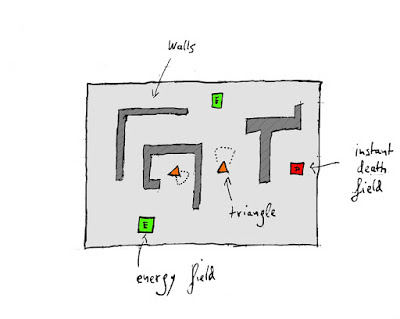 Walls
E
instant
death
field
triangle
E
energy field